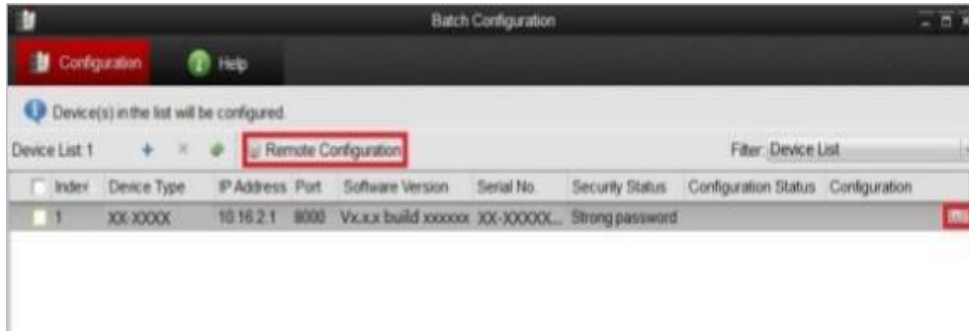 Batch Configuration
Configuration Help
Device(s) in the list will be configured.
Device List: 1 Remote Configuration Filter: Device List
Index Device Type IP Address Port Software Version Serial No. Security Status Configuration Status Configuration
1 XX-XXXX 10.16.2.1 8000 Vx.x.x build xxxxxx XX-XXXXX... Strong password